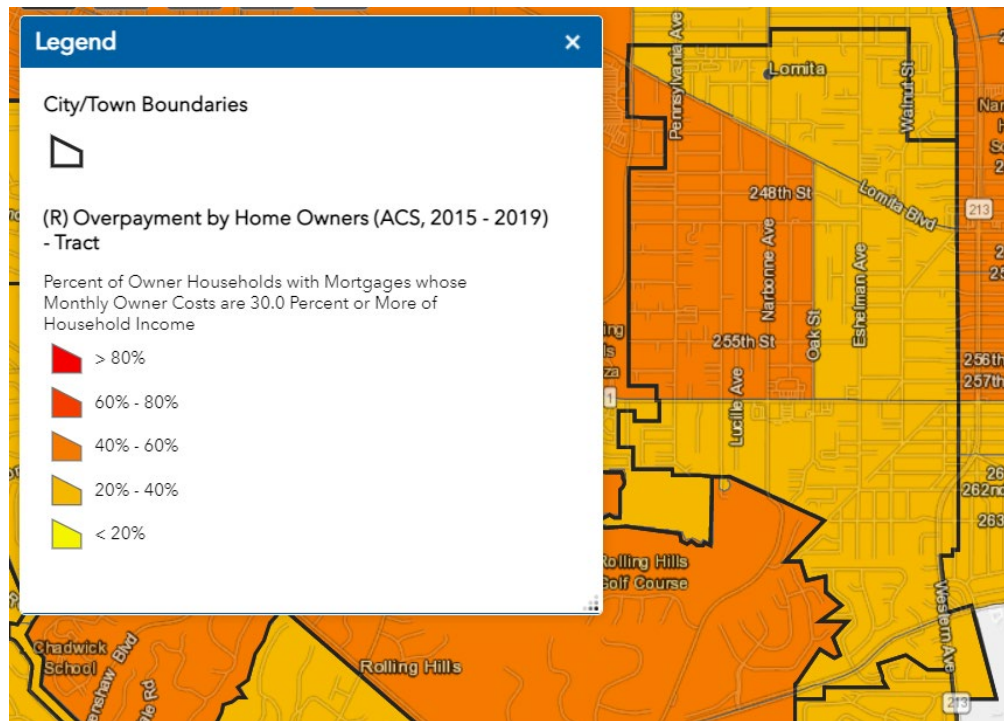 Legend
×
City/Town Boundaries
(R) Overpayment by Home Owners (ACS, 2015 - 2019)
- Tract
Percent of Owner Households with Mortgages whose
Monthly Owner Costs are 30.0 Percent or More of
Household Income
> 80%
60% - 80%
40% - 60%
20% - 40%
< 20%
Pennsylvania Ave
Lomita
Walnut St
248th St
Lomita Blvd
213
Narbonne Ave
Eshelman Ave
Oak St
255th St
256th
257th
1
Lucille Ave
262nd
263
Rolling Hills
Golf Course
Western Ave
Chadwick
School
Rolling Hills
213